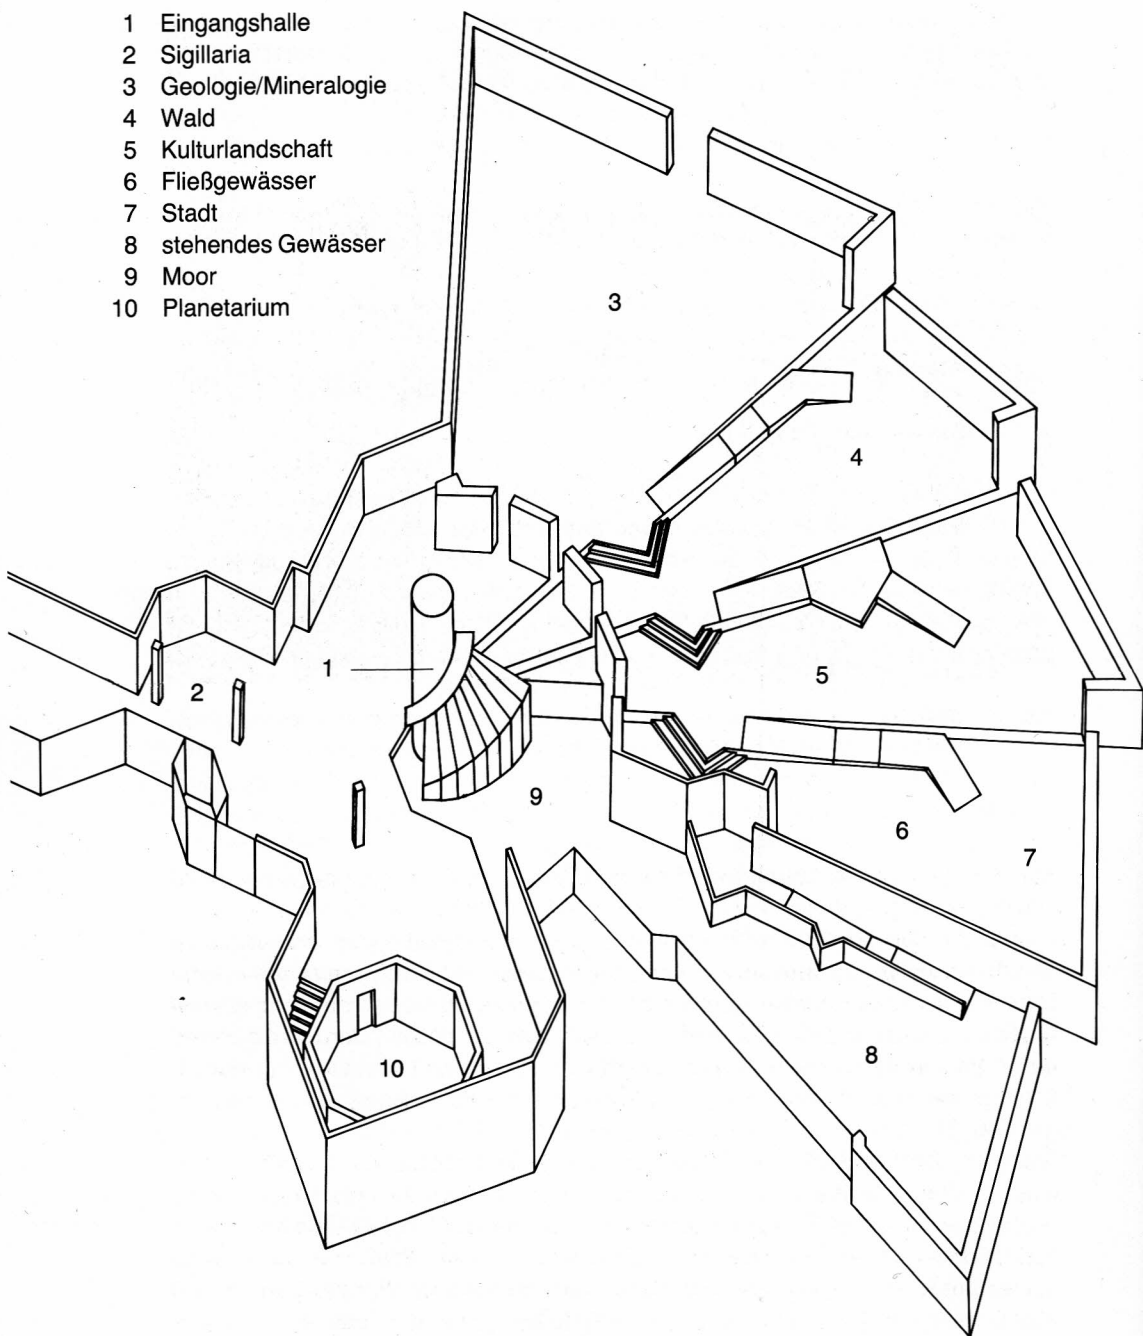 1 Eingangshalle
2 Sigillaria
3 Geologie/Mineralogie
4 Wald
5 Kulturlandschaft
6 Fließgewässer
7 Stadt
8 stehendes Gewässer
9 Moor
10 Planetarium
3
4
1
2
5
9
6
7
8
10